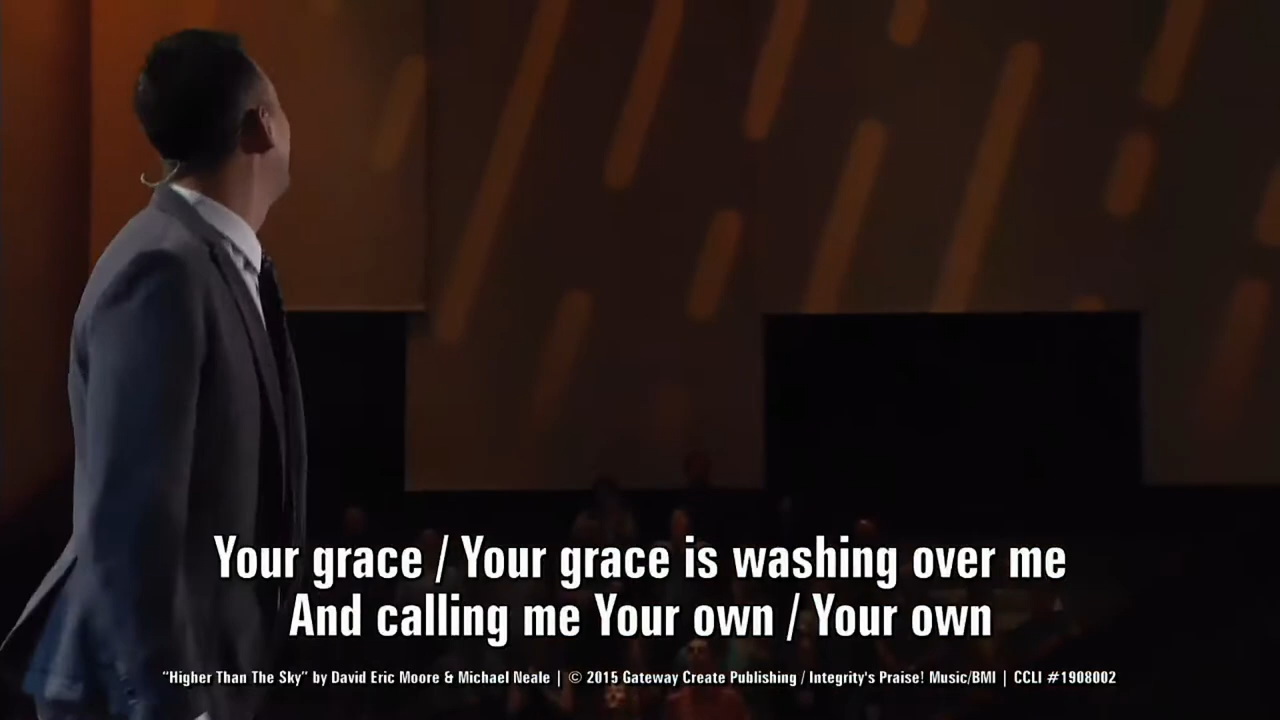 Your grace / Your grace is washing over me
And calling me Your own / Your own
“Higher Than The Sky” by David Eric Moore & Michael Neale | © 2015 Gateway Create Publishing / Integrity's Praise! Music/BMI | CCLI #1908002